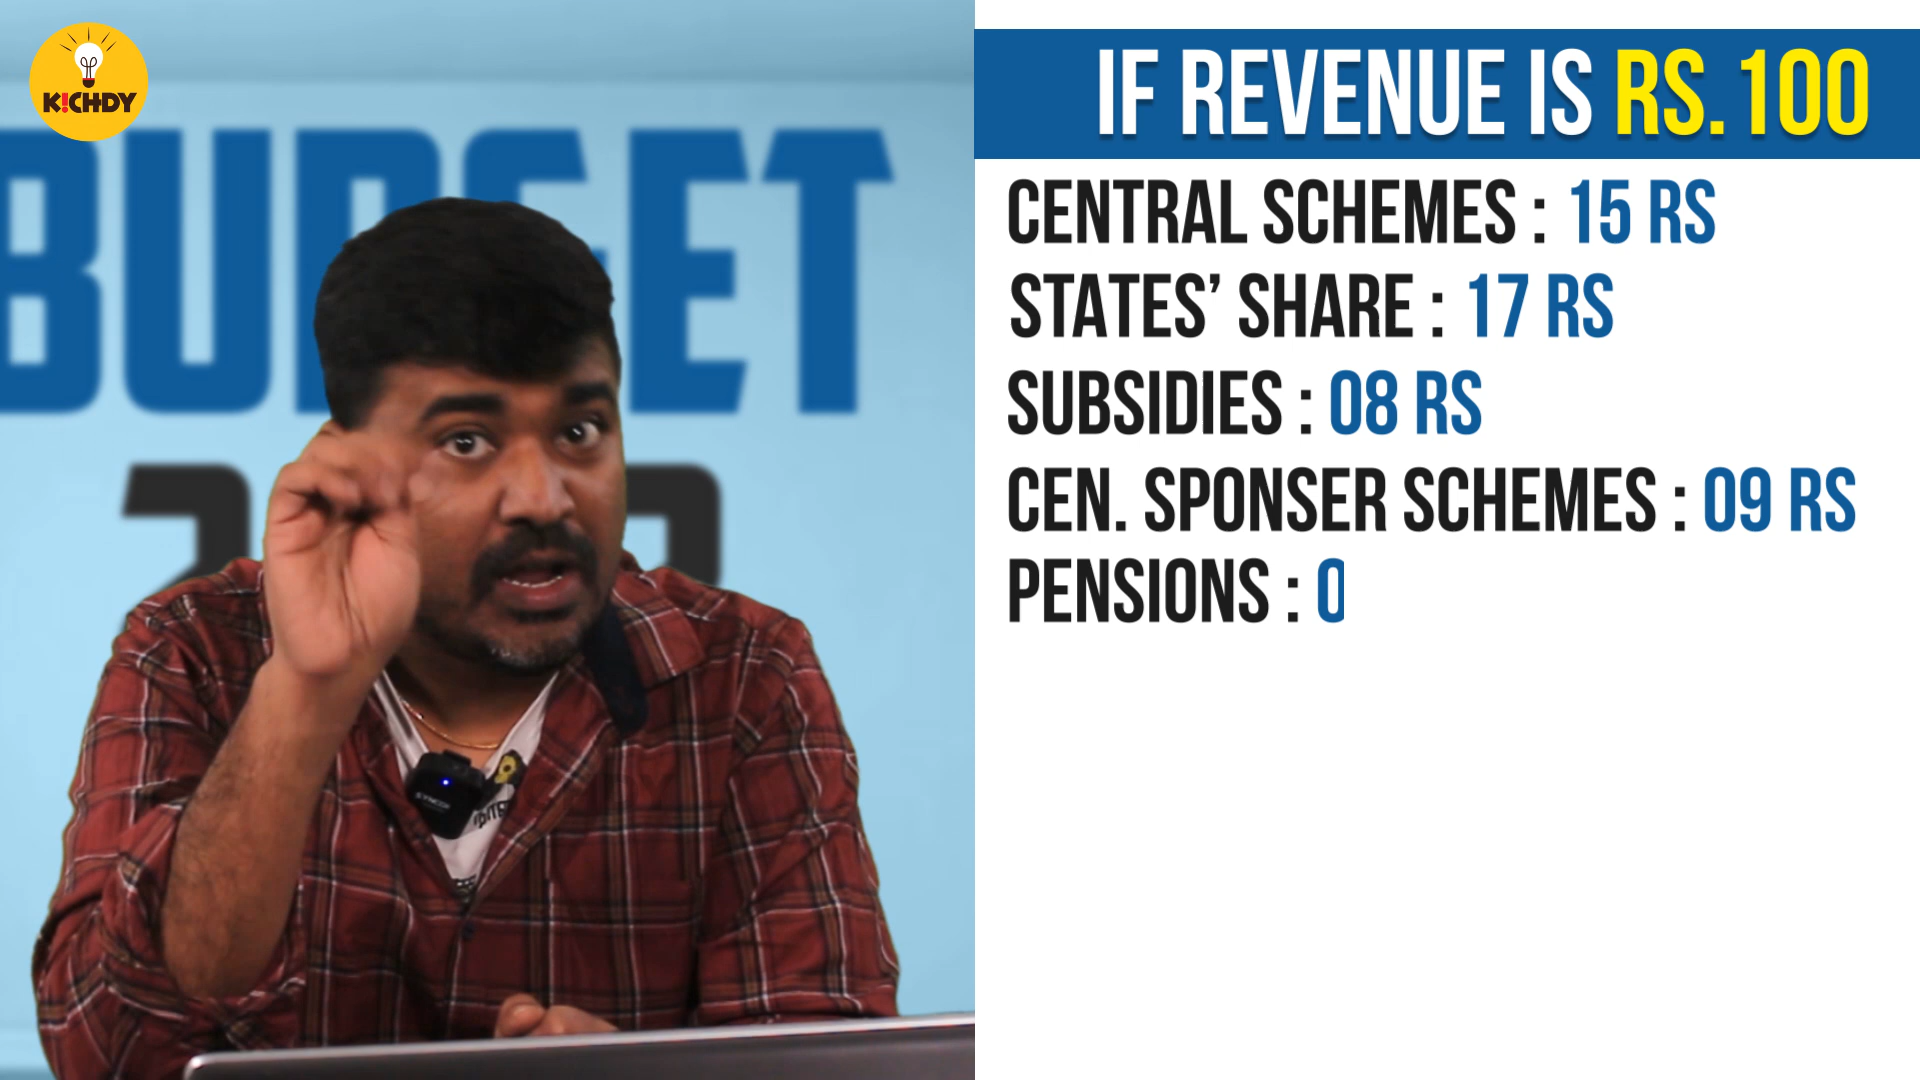 K!CHDY
BUDGET
IF REVENUE IS RS. 100
CENTRAL SCHEMES : 15 RS
STATES’ SHARE : 17 RS
SUBSIDIES : 08 RS
CEN. SPONSER SCHEMES : 09 RS
PENSIONS : 0